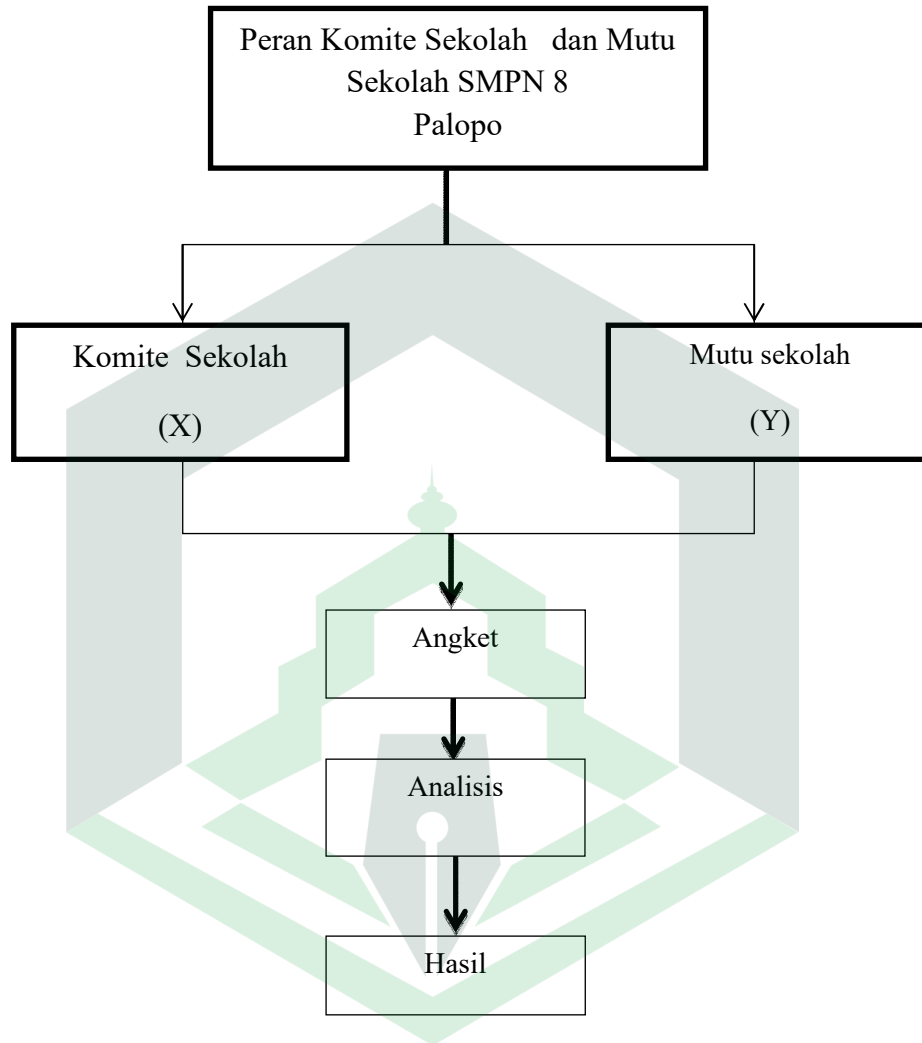 Peran Komite Sekolah dan Mutu
Sekolah SMPN 8
Palopo
Komite Sekolah
(X)
Mutu sekolah
(Y)
Angket
Analisis
Hasil